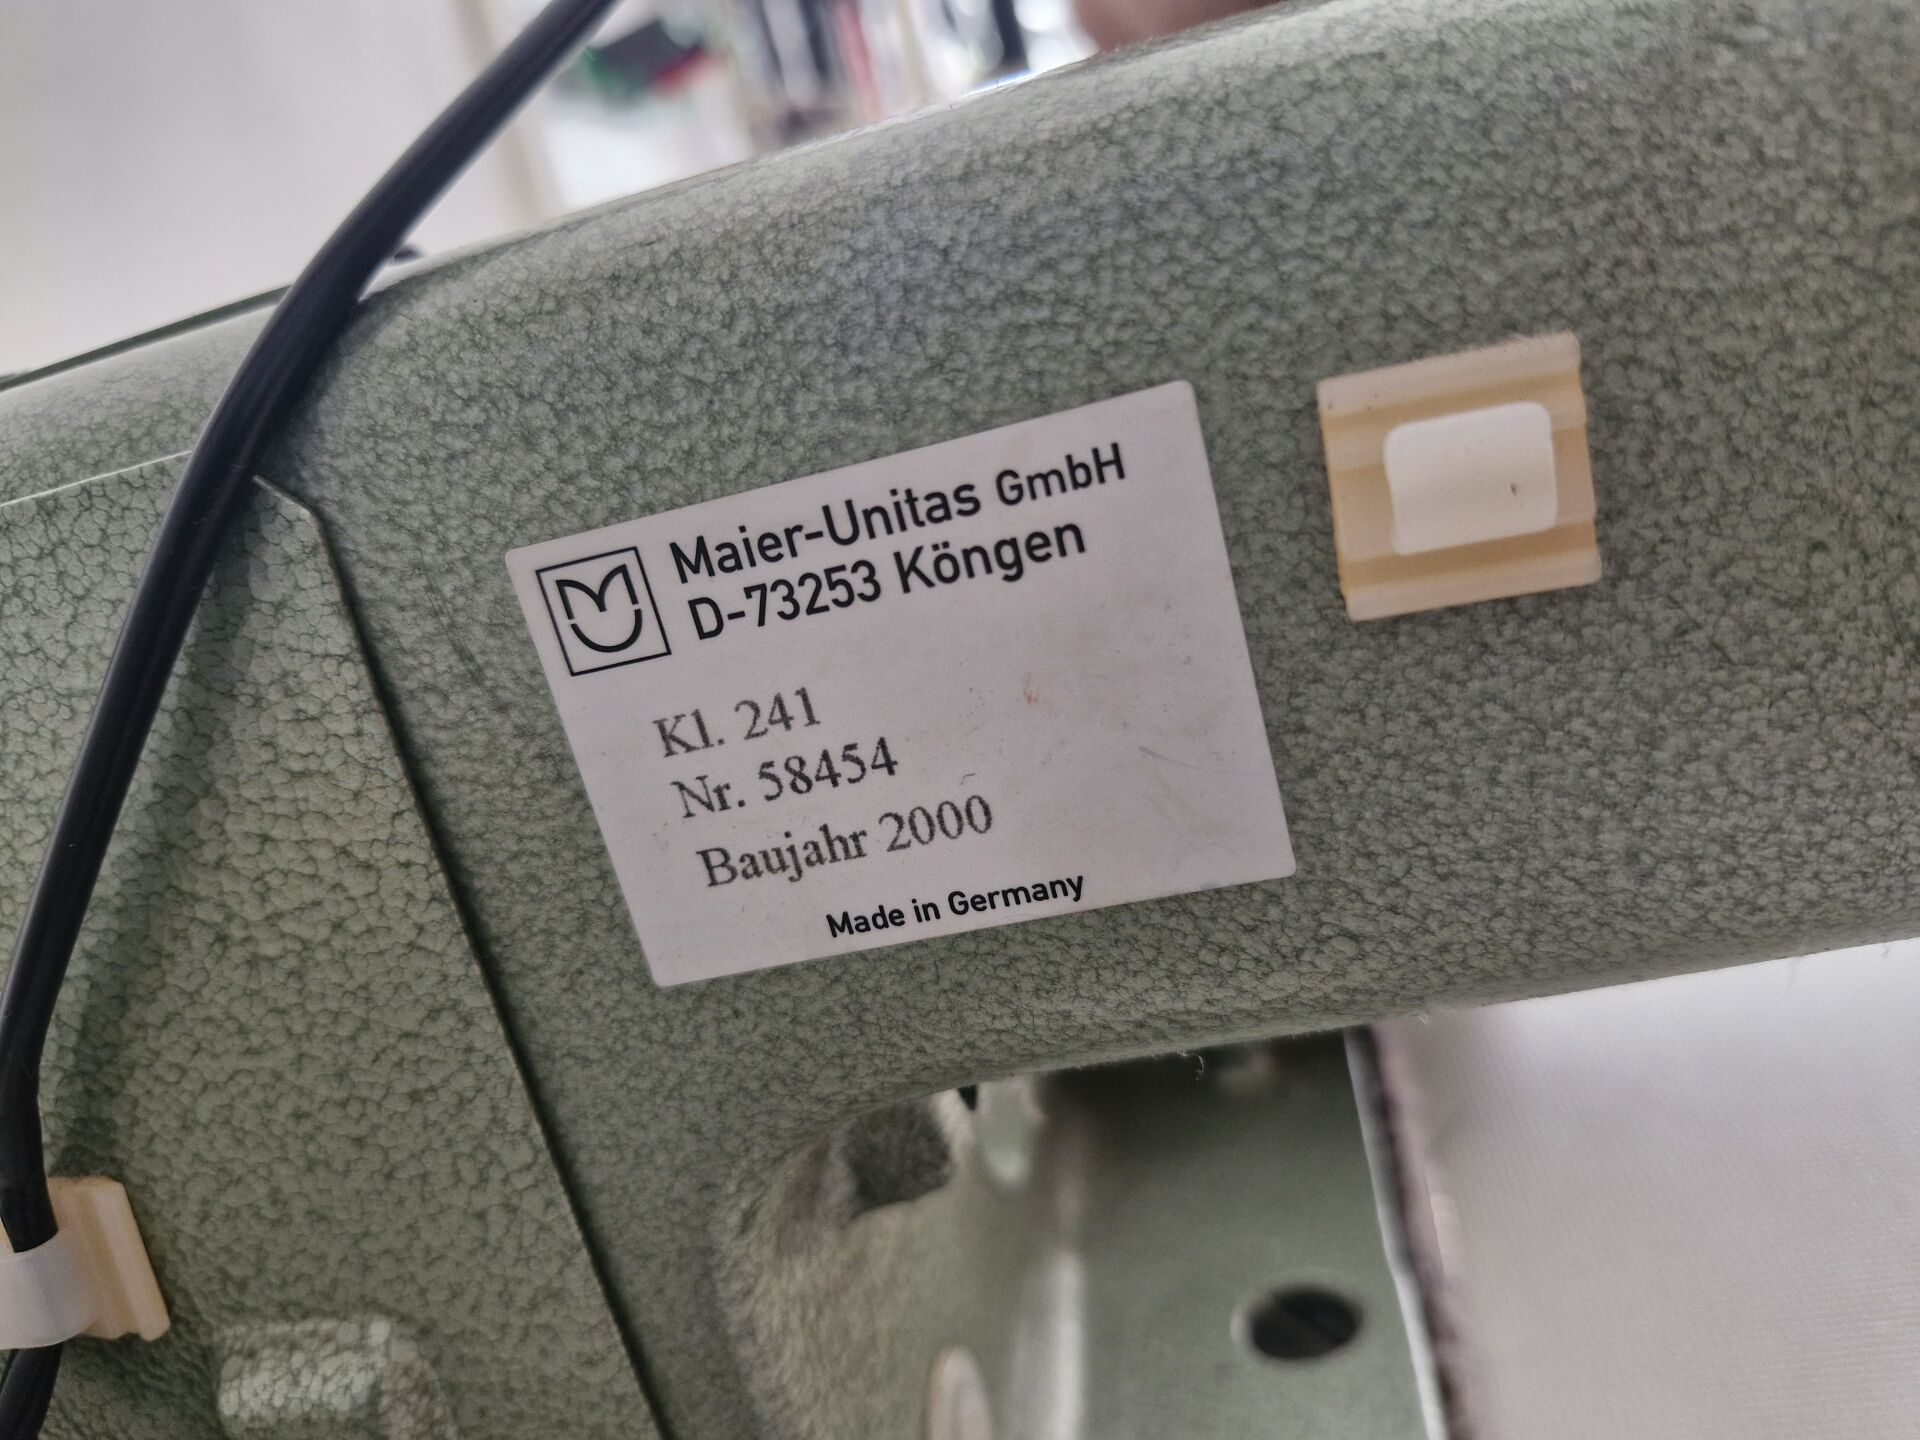 Maier-Unitas GmbH
D-73253 Köngen
Kl. 241
Nr. 58454
Baujahr 2000
Made in Germany